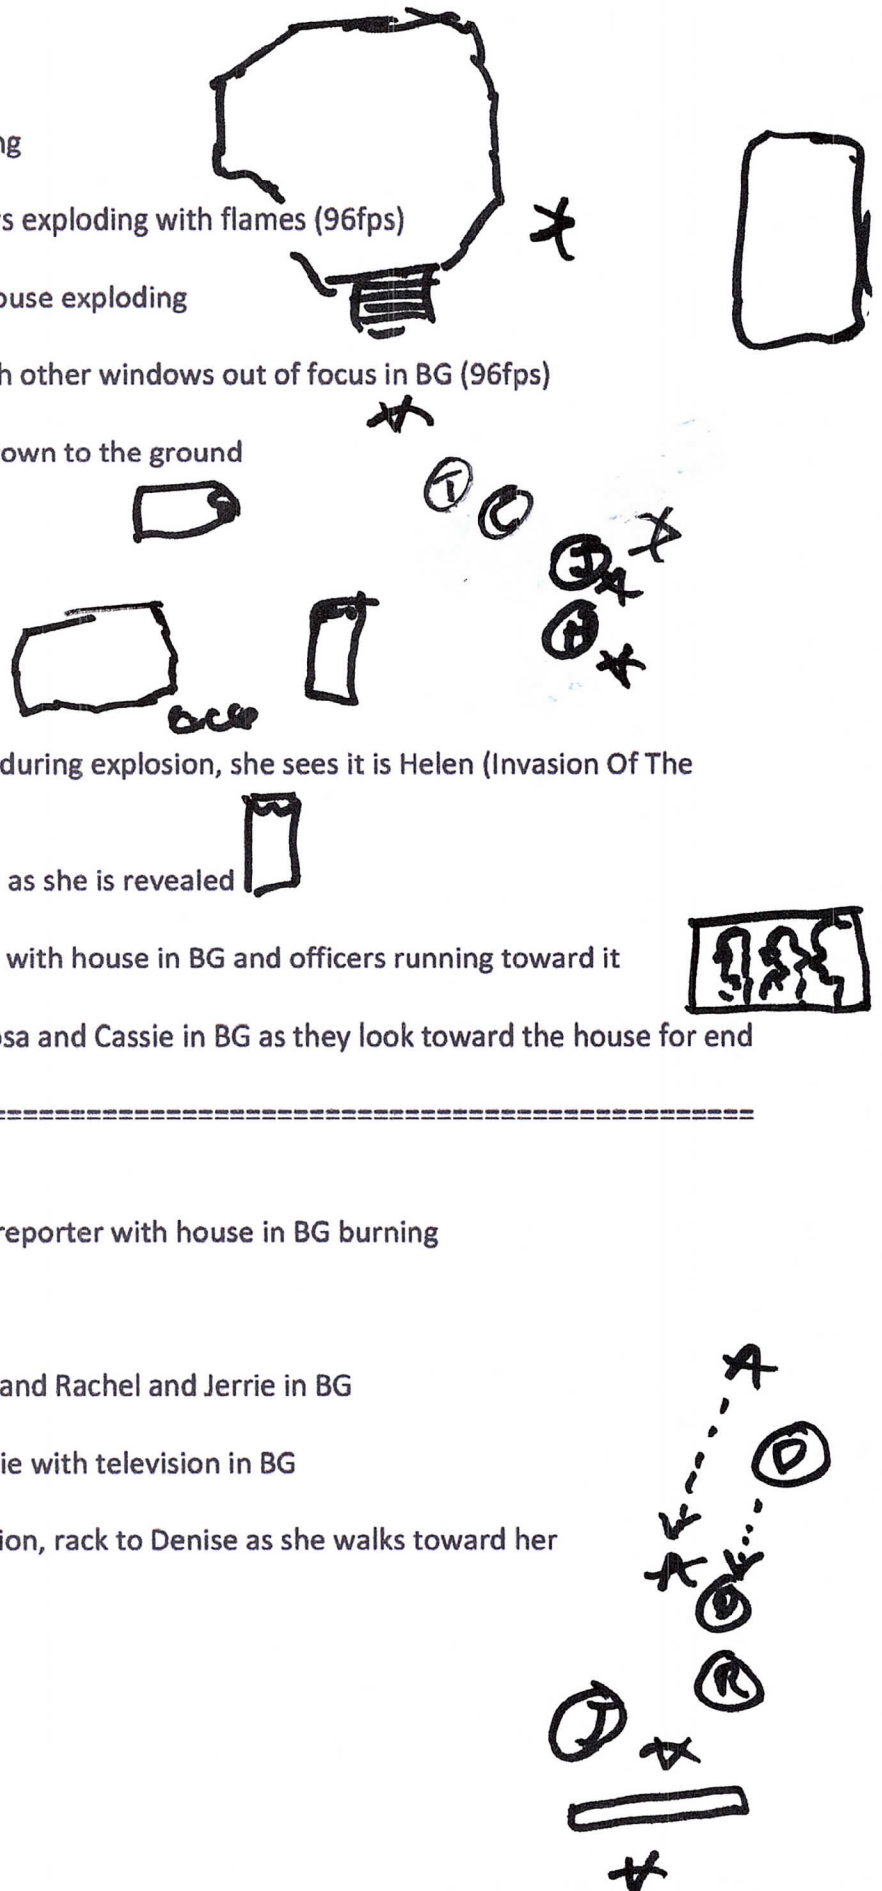 ng
s exploding with flames (96fps)
ouse exploding
h other windows out of focus in BG (96fps)
own to the ground
T C
J
H
during explosion, she sees it is Helen (Invasion Of The
as she is revealed
with house in BG and officers running toward it
osa and Cassie in BG as they look toward the house for end
==================================================
reporter with house in BG burning
and Rachel and Jerrie in BG
ie with television in BG
D
ion, rack to Denise as she walks toward her
D
R
J